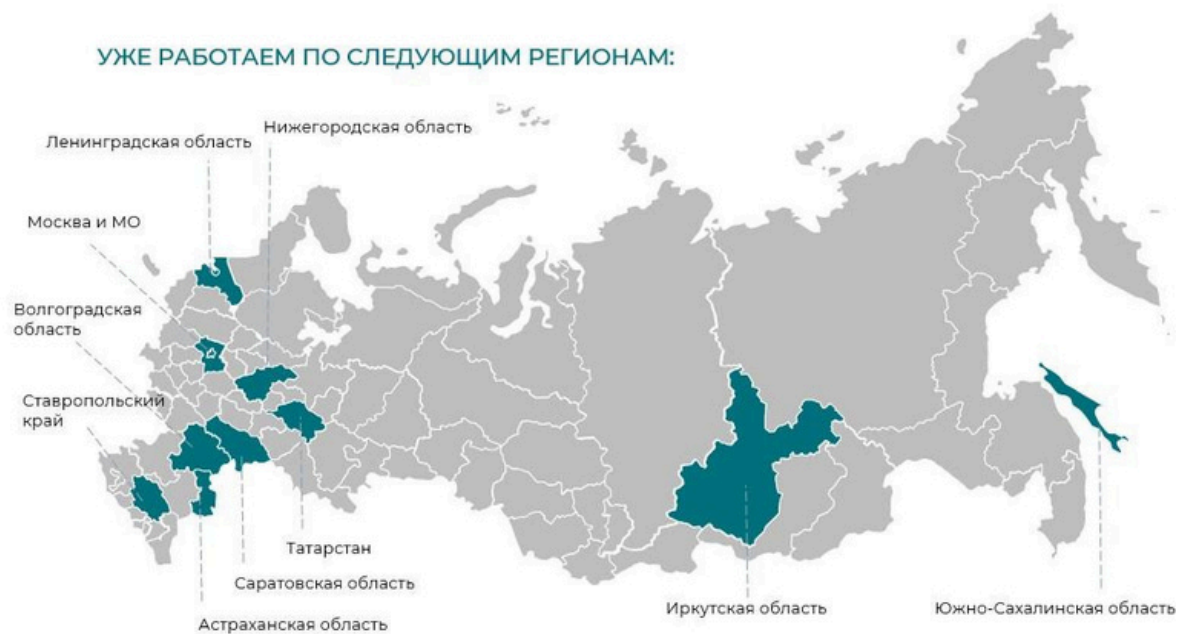 УЖЕ РАБОТАЕМ ПО СЛЕДУЮЩИМ РЕГИОНАМ:
Нижегородская область
Ленинградская область
Москва и МО
Волгоградская
область
Ставропольский
край
Татарстан
Саратовская область
Астраханская область
Иркутская область
Южно-Сахалинская область